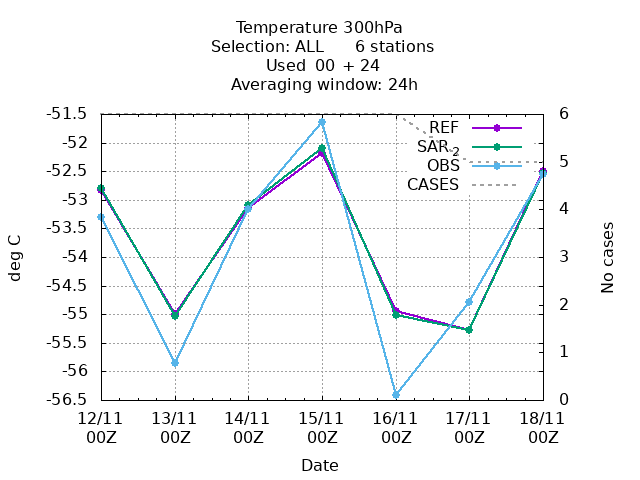 Temperature 300hPa
Selection: ALL      6 stations
Used  00  + 24
Averaging window: 24h
-51.5
-52
-52.5
-53
-53.5
-54
-54.5
-55
-55.5
-56
-56.5
deg C
REF
SAR_2
OBS
CASES
6
5
4
3
2
1
0
No cases
12/11 13/11 14/11 15/11 16/11 17/11 18/11
00Z 00Z 00Z 00Z 00Z 00Z 00Z
Date